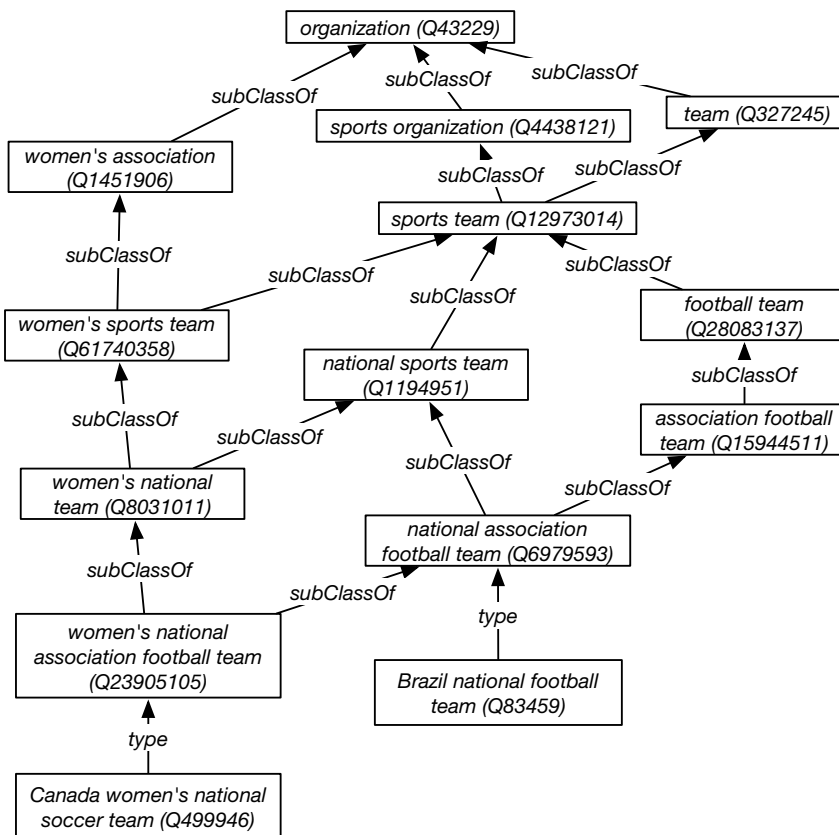 organization (Q43229)
subClassOf
subClassOf
subClassOf
sports organization (Q4438121)
team (Q327245)
women's association
(Q1451906)
subClassOf
subClassOf
sports team (Q12973014)
subClassOf
subClassOf
subClassOf
subClassOf
women's sports team
(Q61740358)
football team
(Q28083137)
national sports team
(Q1194951)
subClassOf
subClassOf
subClassOf
association football
team (Q15944511)
subClassOf
women's national
team (Q8031011)
subClassOf
national association
football team (Q6979593)
subClassOf
subClassOf
type
women's national
association football team
(Q23905105)
Brazil national football
team (Q83459)
type
Canada women's national
soccer team (Q499946)